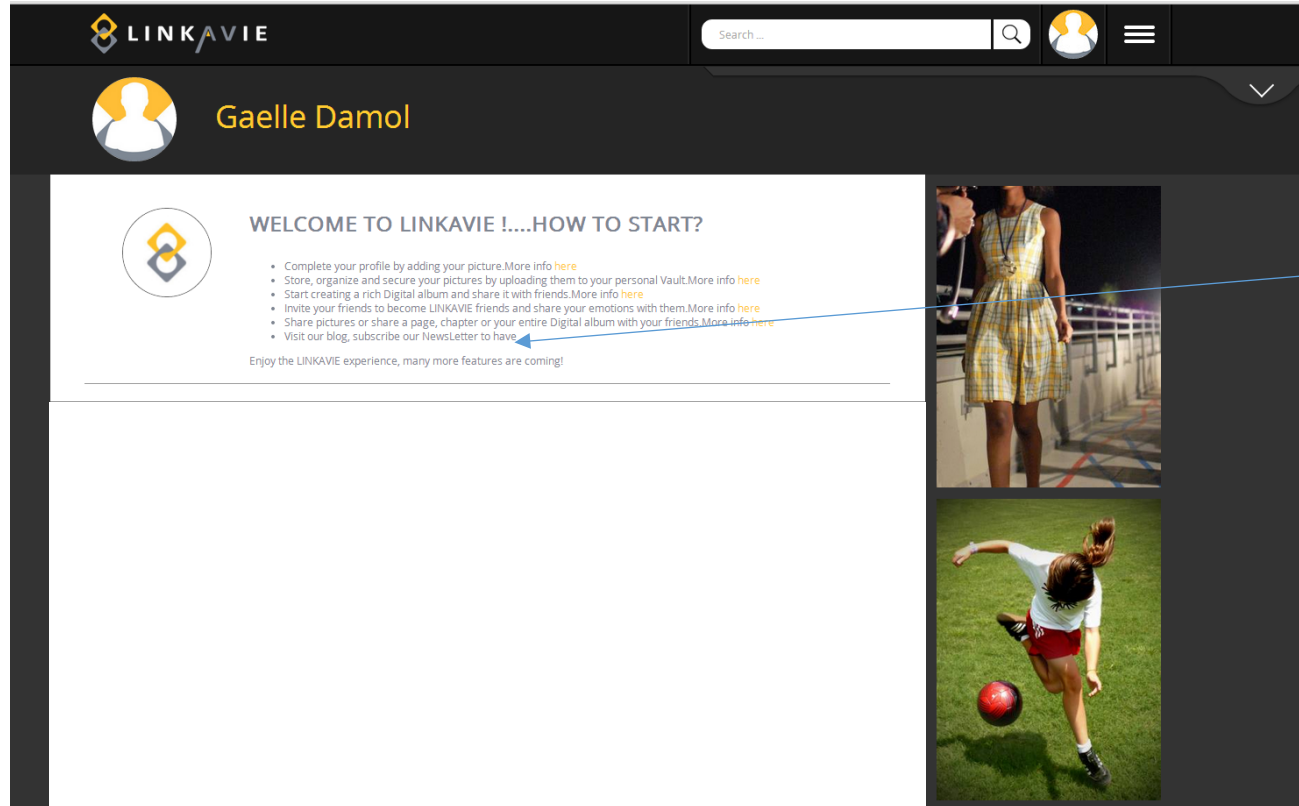 LINKAVIE
Search ...
Gaelle Damol
WELCOME TO LINKAVIE !....HOW TO START?
Complete your profile by adding your picture.More info here
Store, organize and secure your pictures by uploading them to your personal Vault.More info here
Start creating a rich Digital album and share it with friends.More info here
Invite your friends to become LINKAVIE friends and share your emotions with them.More info here
Share pictures or share a page, chapter or your entire Digital album with your friends.More info here
Visit our blog, subscribe our NewsLetter to have
Enjoy the LINKAVIE experience, many more features are coming!